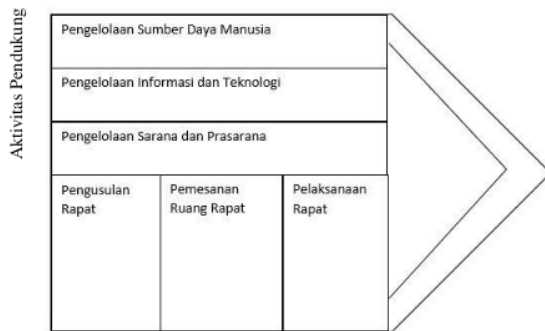 Aktivitas Pendukung
Pengelolaan Sumber Daya Manusia
Pengelolaan Informasi dan Teknologi
Pengelolaan Sarana dan Prasarana
Pengusulan
Rapat
Pemesanan
Ruang Rapat
Pelaksanaan
Rapat